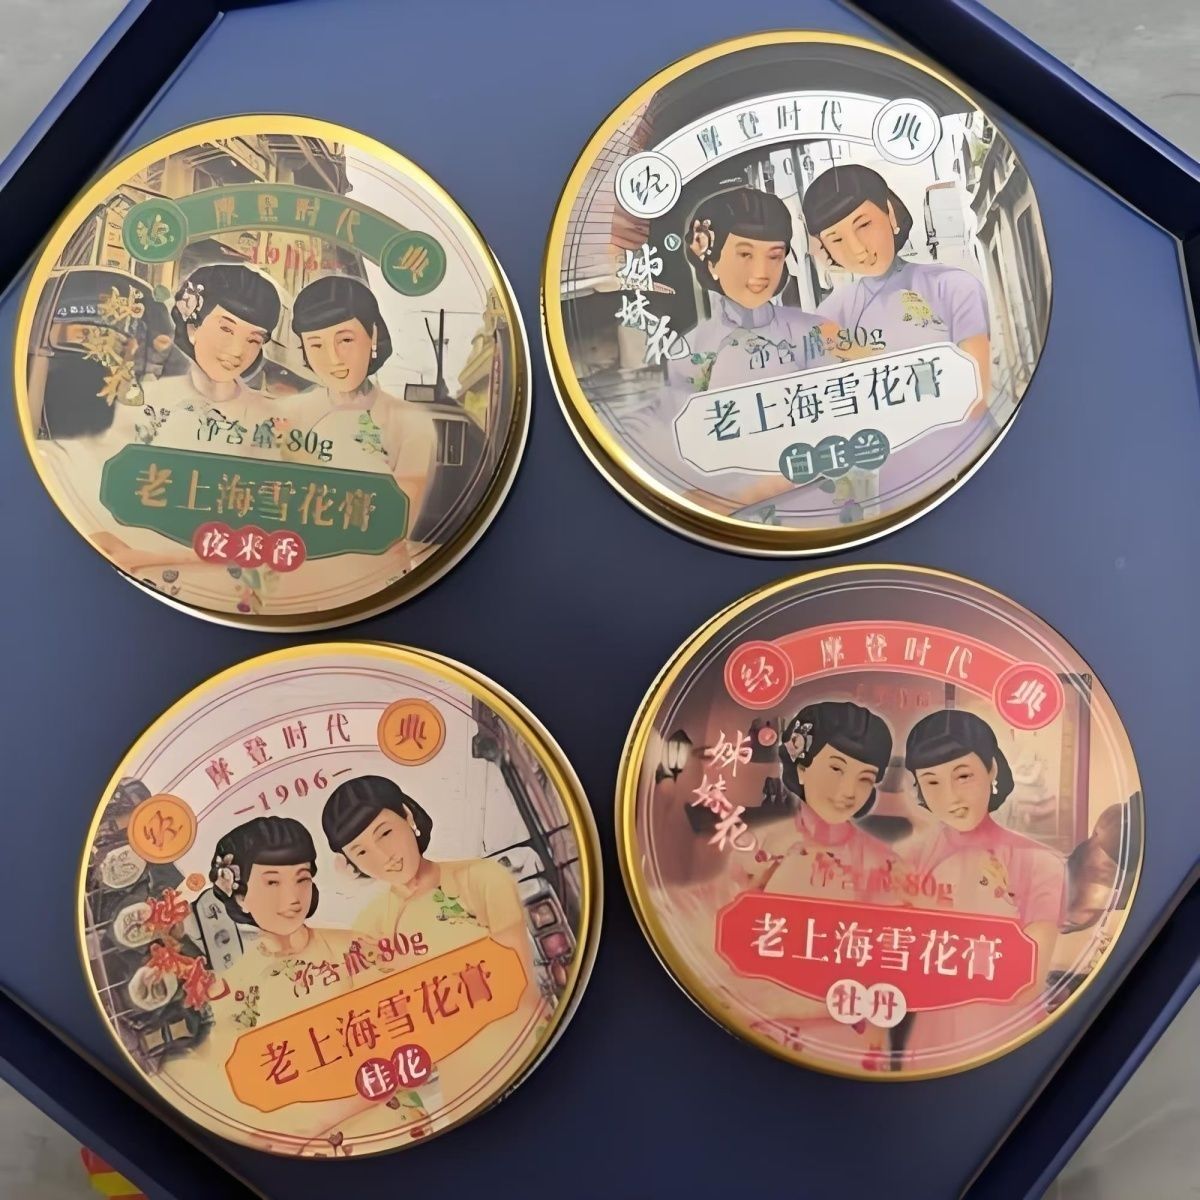 经典
摩登时代
1906
姊妹花
净含量:80g
老上海雪花膏
夜来香
经典
摩登时代
姊妹花
净含量:80g
老上海雪花膏
白玉兰
经典
摩登时代
—1906—
姊妹花
净含量:80g
老上海雪花膏
桂花
经典
摩登时代
姊妹花
净含量:80g
老上海雪花膏
牡丹